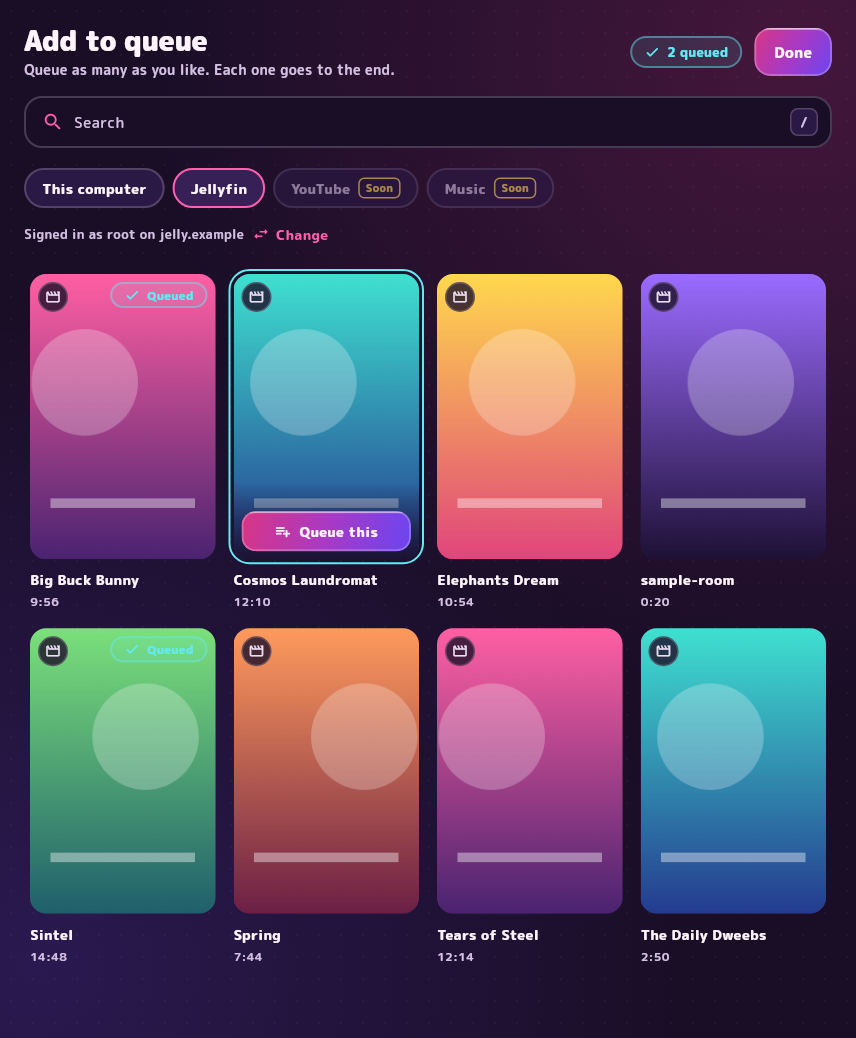 Add to queue
Queue as many as you like. Each one goes to the end.
2 queued
Done
Search
/
This computer
Jellyfin
YouTube Soon
Music Soon
Signed in as root on jelly.example
Change
Queued
Queue this
Big Buck Bunny
9:56
Cosmos Laundromat
12:10
Elephants Dream
10:54
sample-room
0:20
Queued
Sintel
14:48
Spring
7:44
Tears of Steel
12:14
The Daily Dweebs
2:50